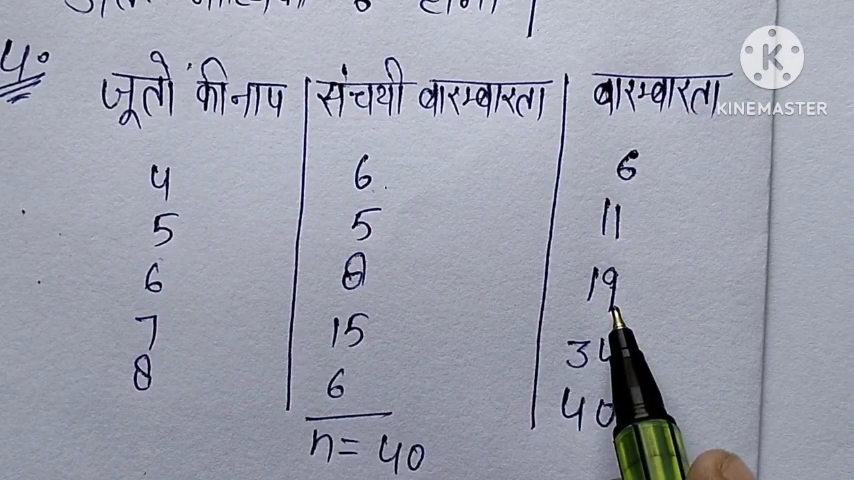 4.
K
KINEMASTER
जूतो की नाप संचयी बारम्बारता बारम्बारता
4 6 6
5 5 11
6 8 19
7 15 34
8 6 40
n = 40